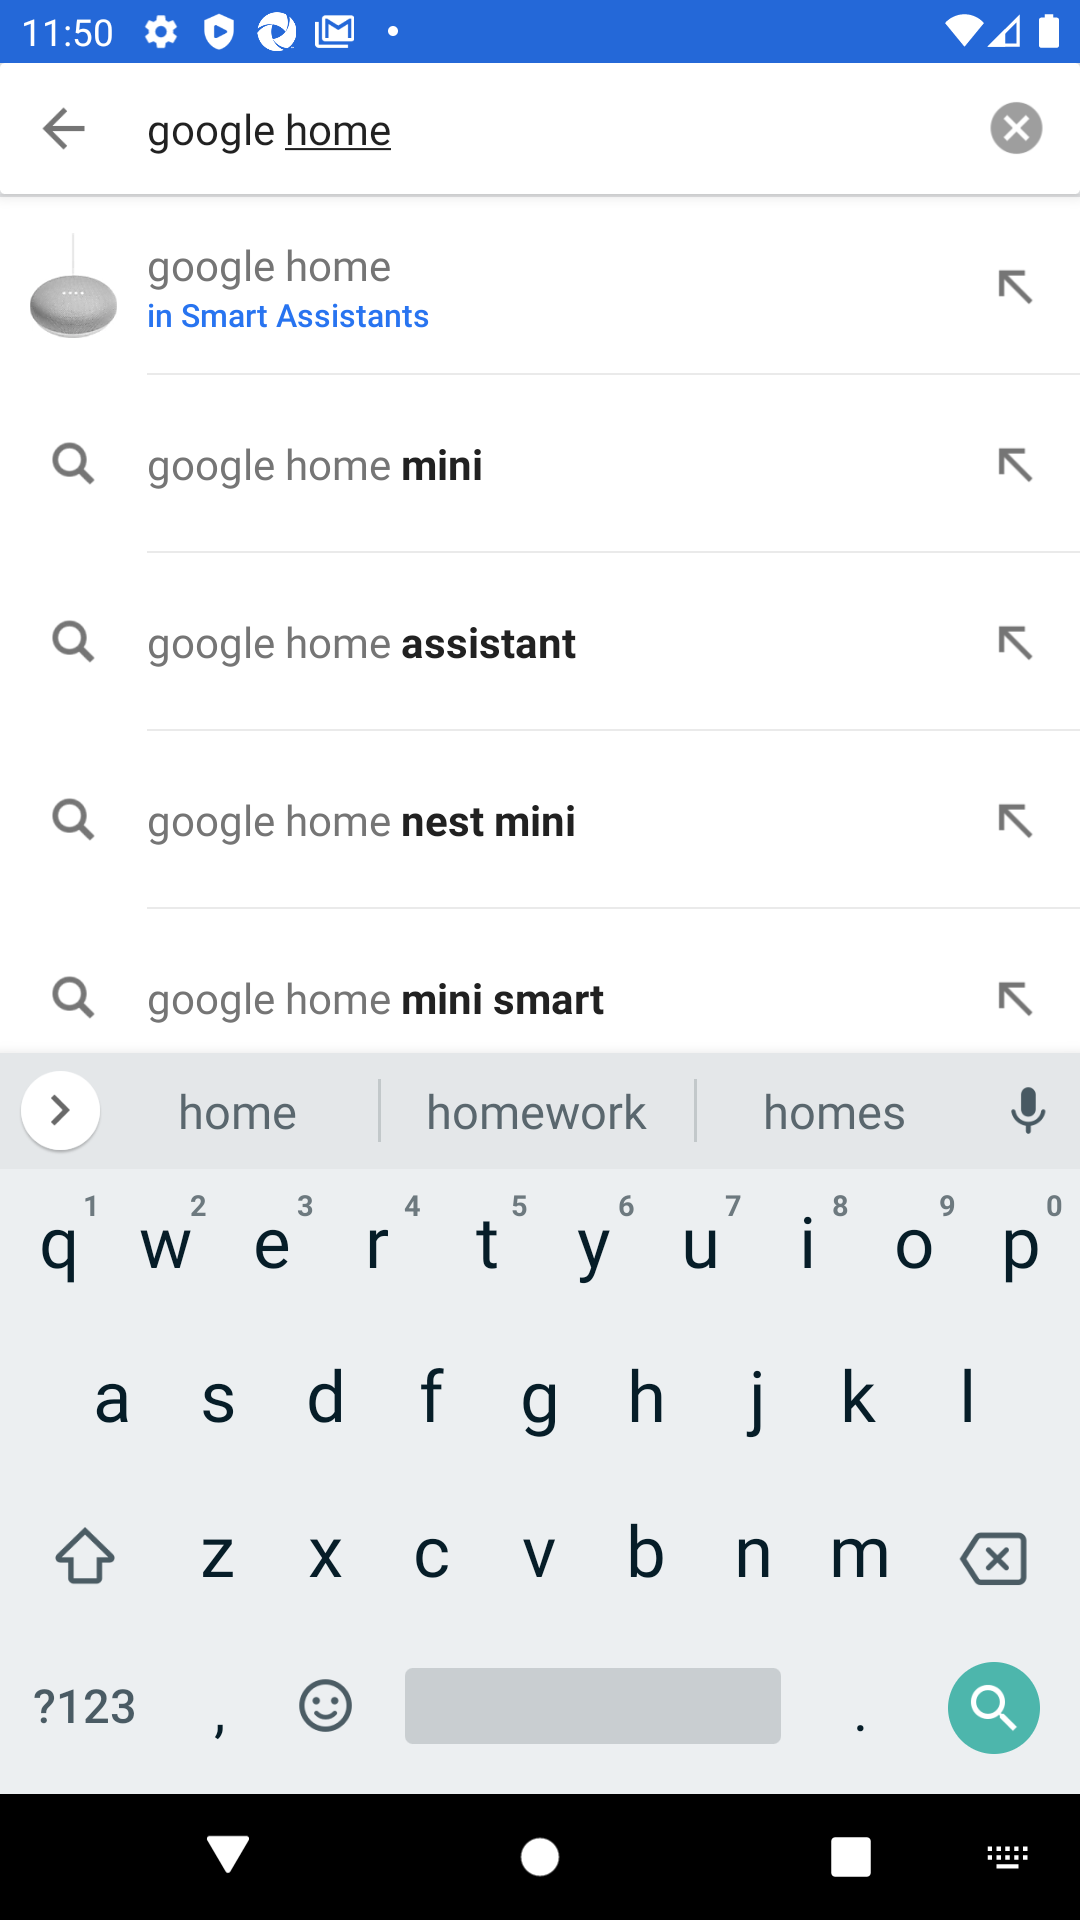 11:50
google home
google home
in Smart Assistants
google home mini
google home assistant
google home nest mini
google home mini smart
home homework homes
1 2 3 4 5 6 7 8 9 0
q w e r t y u i o p
a s d f g h j k l
z x c v b n m
?123 , .